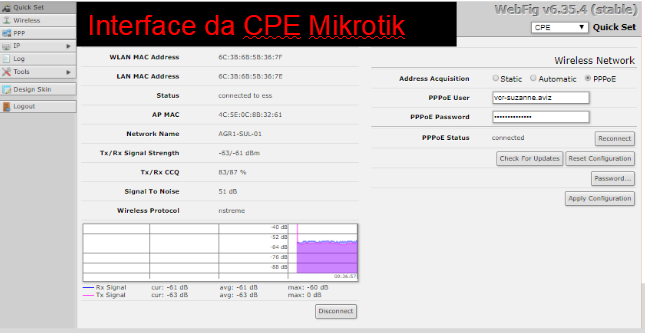 Quick Set
Wireless
PPP
IP
Log
Tools
Design Skin
Logout
Interface da CPE Mikrotik
WebFig v6.35.4 (stable)
CPE
Quick Set
WLAN MAC Address 6C:3B:6B:5B:36:7F
LAN MAC Address 6C:3B:6B:5B:36:7E
Status connected to ess
AP MAC 4C:5E:0C:8B:32:61
Network Name AGR1-SUL-01
Tx/Rx Signal Strength -63/-61 dBm
Tx/Rx CCQ 83/87 %
Signal To Noise 51 dB
Wireless Protocol nstreme
-40 dB
-52 dB
-64 dB
-76 dB
-88 dB
00:36:57
Rx Signal cur: -61 dB avg: -61 dB max: -60 dB
Tx Signal cur: -63 dB avg: -63 dB max: 0 dB
Disconnect
Wireless Network
Address Acquisition Static Automatic PPPoE
PPPoE User vcr-suzanne.aviz
PPPoE Password ••••••••••••••
PPPoE Status connected
Reconnect
Check For Updates Reset Configuration
Password...
Apply Configuration